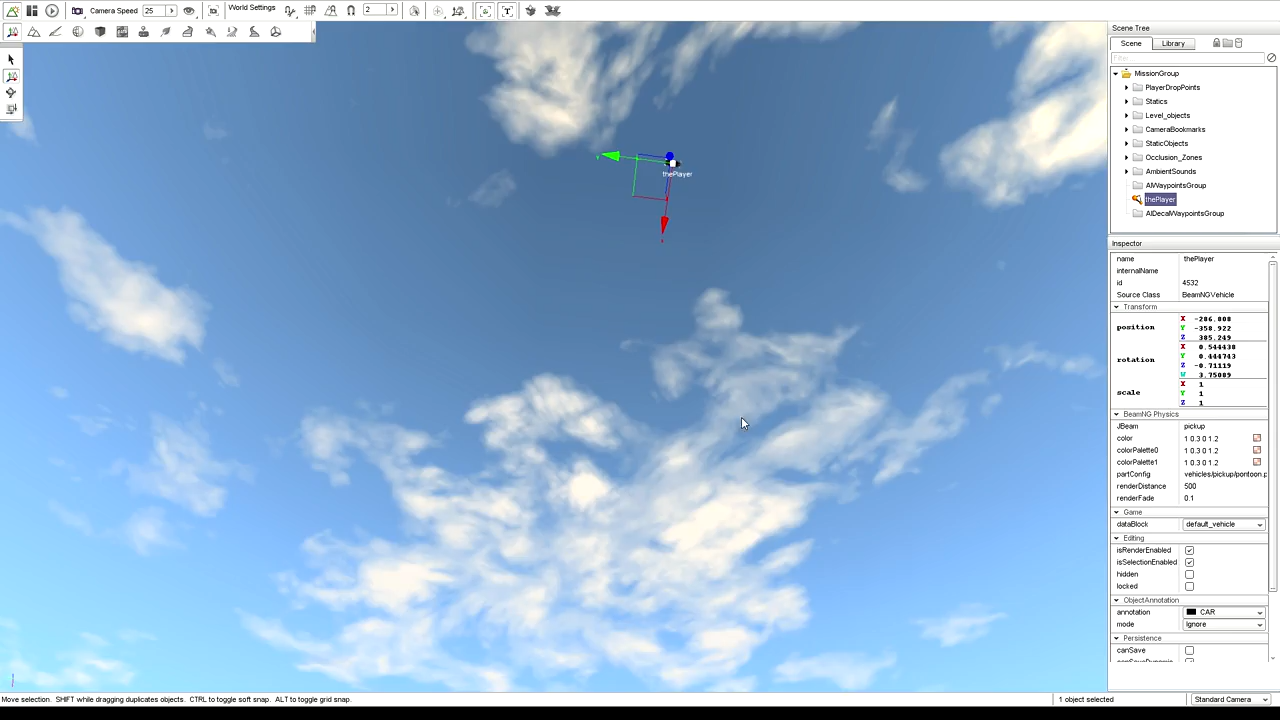 Camera Speed 25 World Settings 2
Scene Tree
Scene Library
Filter...
MissionGroup
PlayerDropPoints
Statics
Level_objects
CameraBookmarks
StaticObjects
Occlusion_Zones
AmbientSounds
AIWaypointsGroup
thePlayer
AIDecalWaypointsGroup
thePlayer
Inspector
name thePlayer
internalName
id 4532
Source Class BeamNGVehicle
Transform
position X -286.808
Y -358.922
Z 385.249
rotation X 0.544438
Y 0.444743
Z -0.71119
W 3.75089
scale X 1
Y 1
Z 1
BeamNG Physics
JBeam pickup
color 1 0.3 0 1.2
colorPalette0 1 0.3 0 1.2
colorPalette1 1 0.3 0 1.2
partConfig vehicles/pickup/pontoon.p
renderDistance 500
renderFade 0.1
Game
dataBlock default_vehicle
Editing
isRenderEnabled
isSelectionEnabled
hidden
locked
ObjectAnnotation
annotation CAR
mode Ignore
Persistence
canSave
Move selection. SHIFT while dragging duplicates objects. CTRL to toggle soft snap. ALT to toggle grid snap. 1 object selected Standard Camera